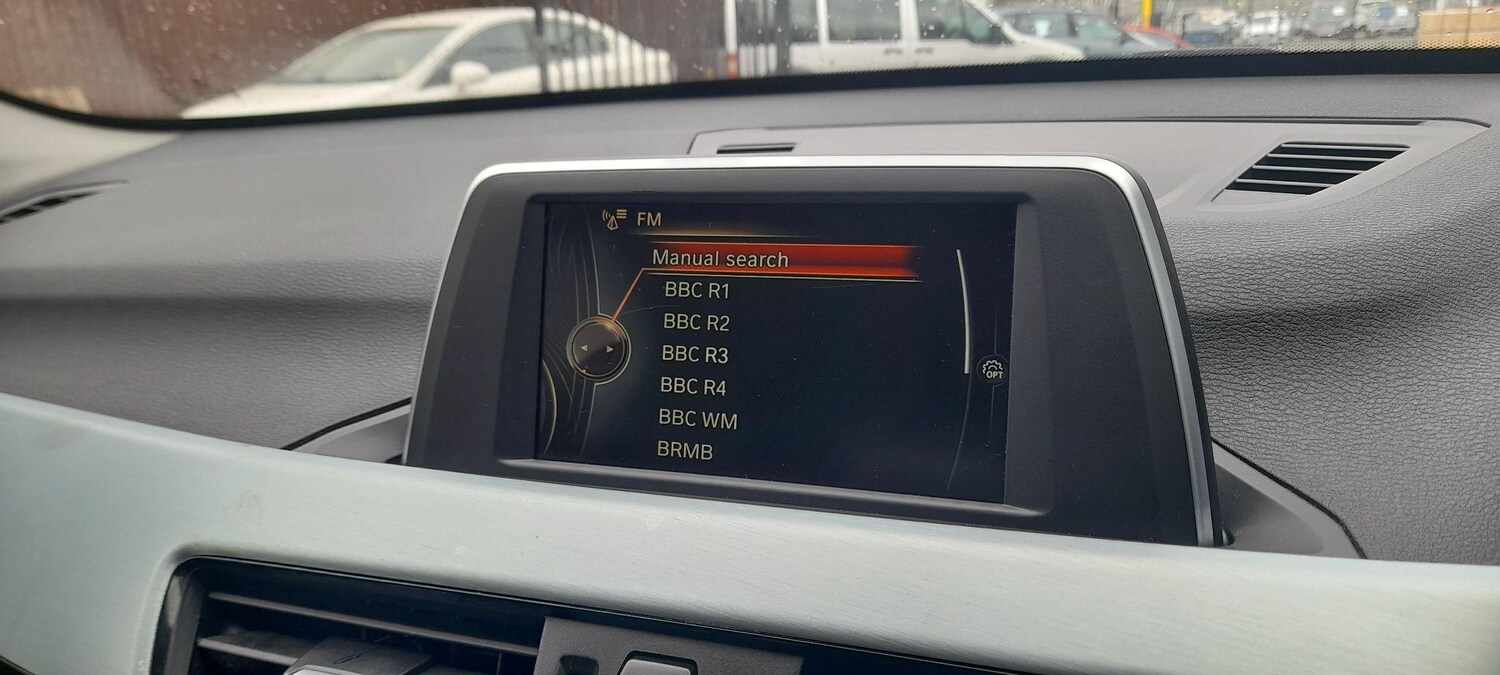 FM
Manual search
BBC R1
BBC R2
BBC R3
BBC R4
OPT
BBC WM
BRMB